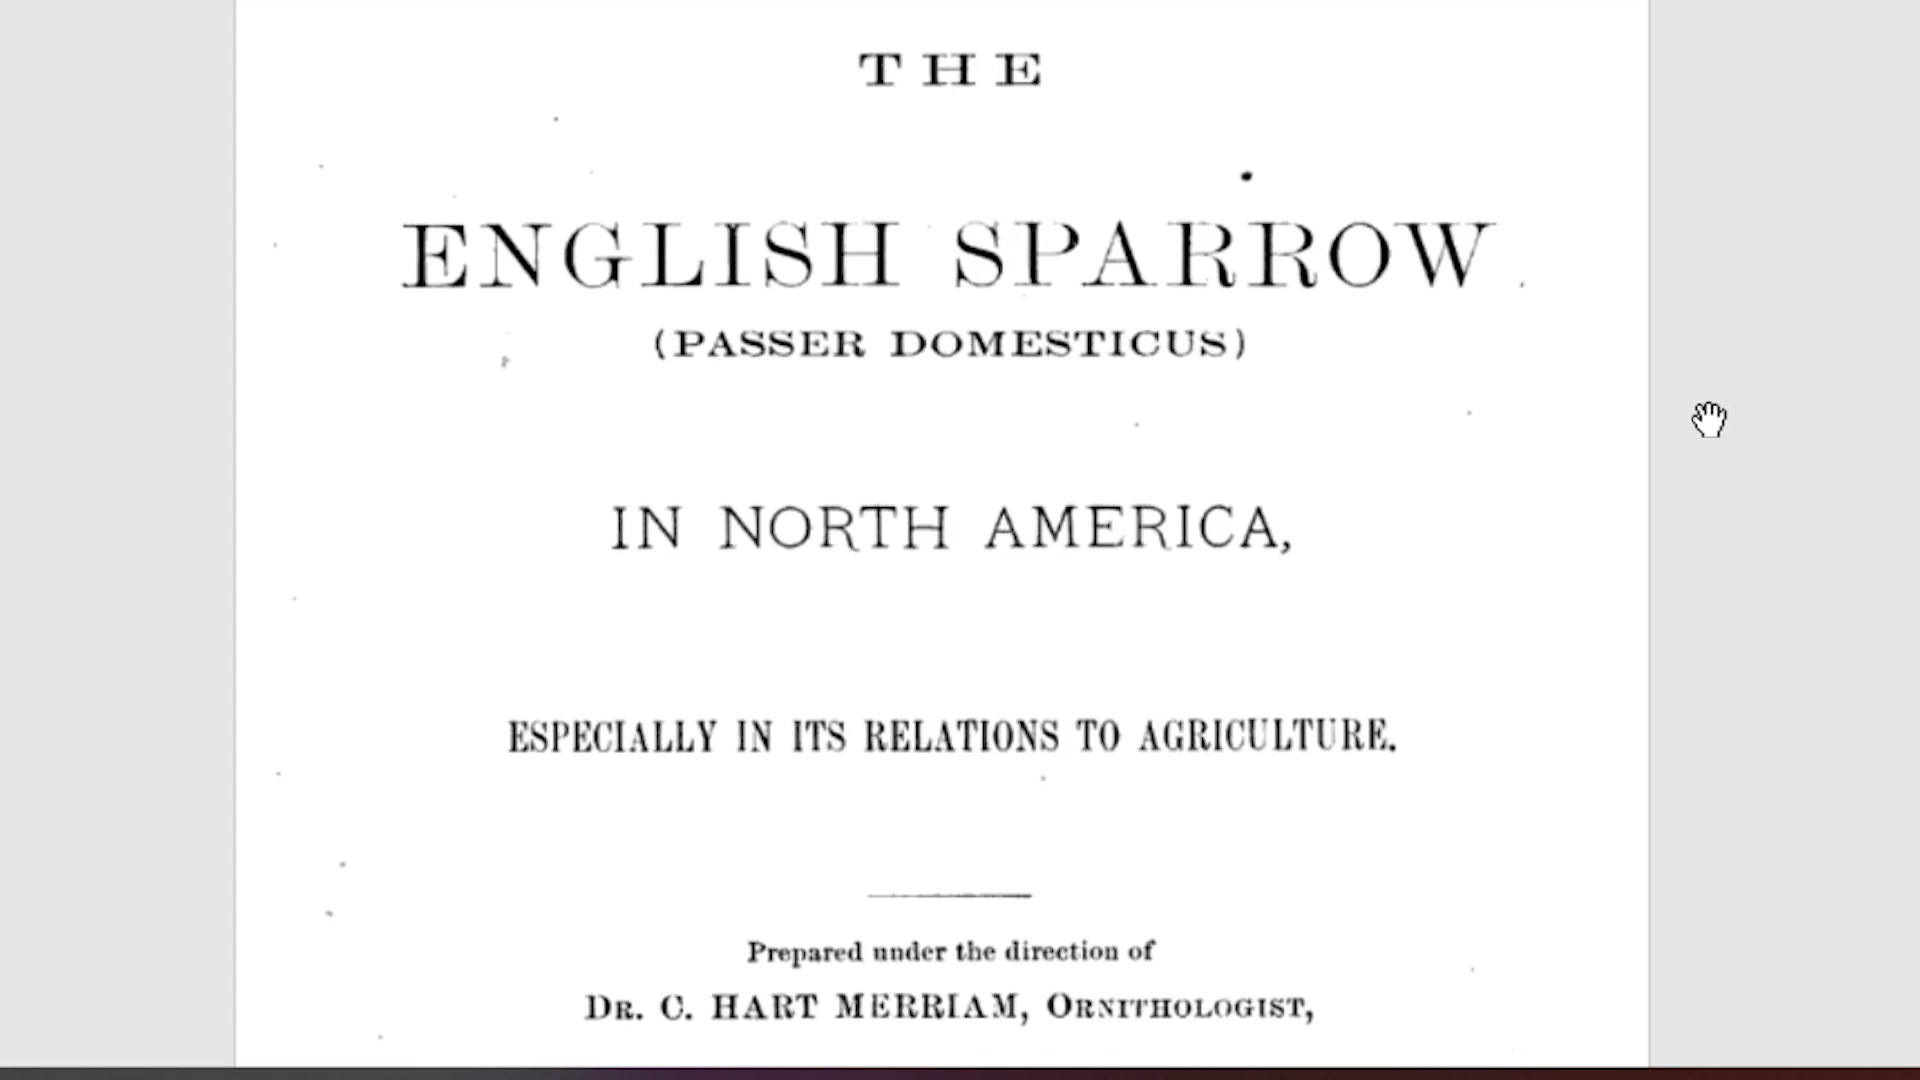 THE
ENGLISH SPARROW
(PASSER DOMESTICUS)
IN NORTH AMERICA,
ESPECIALLY IN ITS RELATIONS TO AGRICULTURE.
Prepared under the direction of
DR. C. HART MERRIAM, ORNITHOLOGIST,